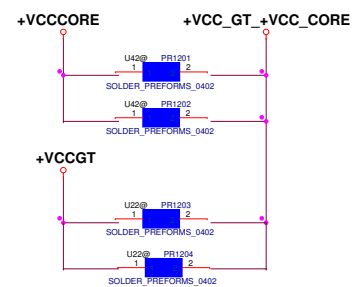 +VCCCORE +VCC_GT_+VCC_CORE
U42@ PR1201
1 2
SOLDER_PREFORMS_0402
U42@ PR1202
1 2
SOLDER_PREFORMS_0402
+VCCGT
U22@ PR1203
1 2
SOLDER_PREFORMS_0402
U22@ PR1204
1 2
SOLDER_PREFORMS_0402